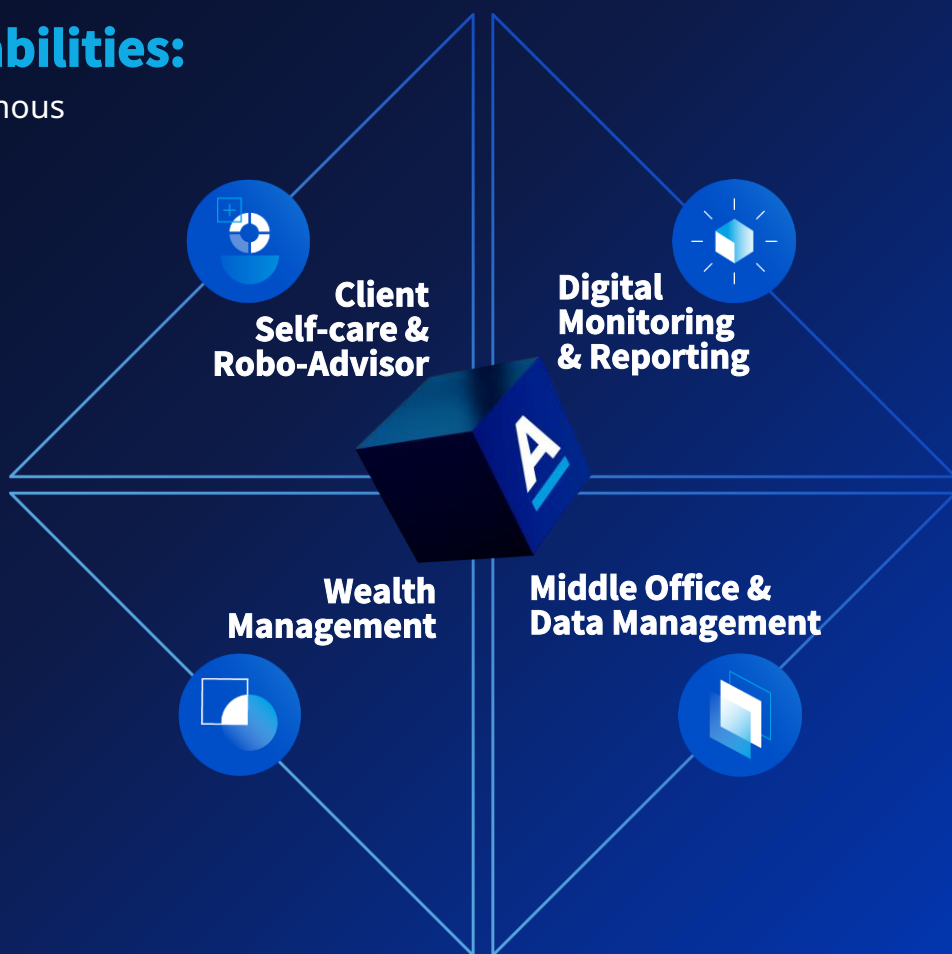 abilities:
nous
Client
Self-care &
Robo-Advisor
Digital
Monitoring
& Reporting
A
Wealth
Management
Middle Office &
Data Management